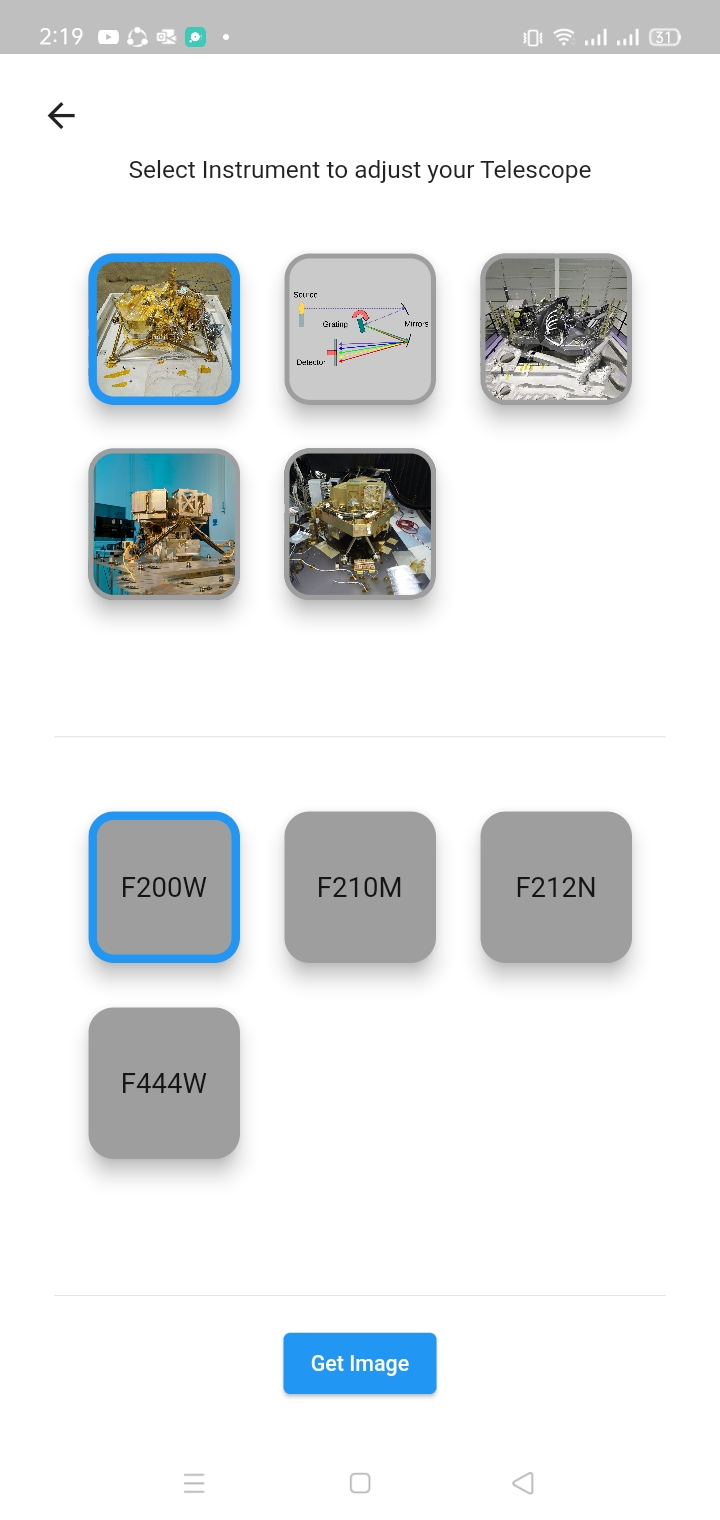 2:19
31
Select Instrument to adjust your Telescope
Source
Grating
Mirrors
Detector
F200W
F210M
F212N
F444W
Get Image